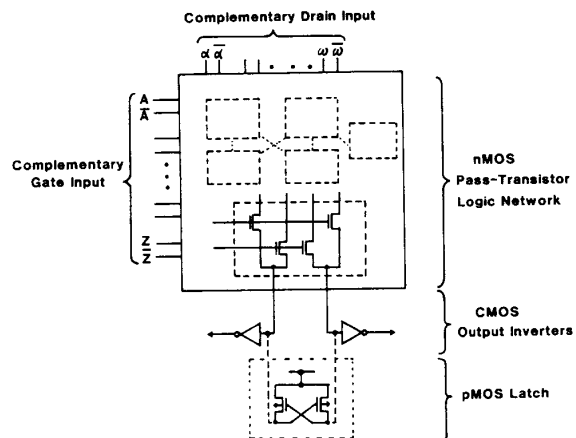 Complementary Drain Input
α ᾱ ω ω̄
A
A̅
Complementary
Gate Input
Z
Z̅
nMOS
Pass-Transistor
Logic Network
CMOS
Output Inverters
pMOS Latch